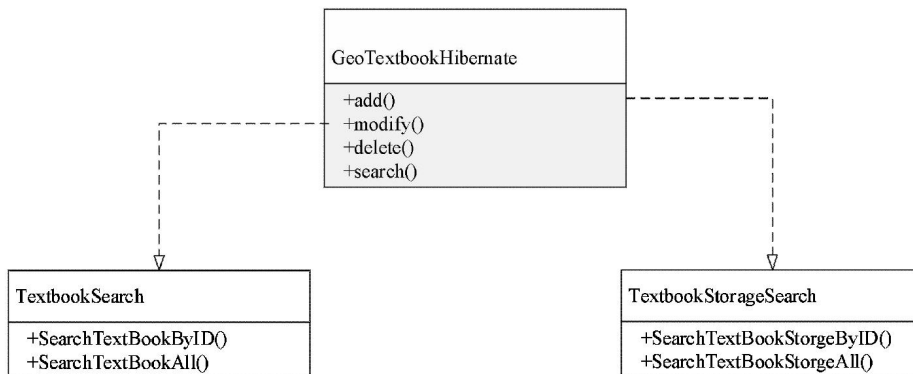 GeoTextbookHibernate
+add()
+modify()
+delete()
+search()
TextbookSearch
+SearchTextBookByID()
+SearchTextBookAll()
TextbookStorageSearch
+SearchTextBookStorgeByID()
+SearchTextBookStorgeAll()